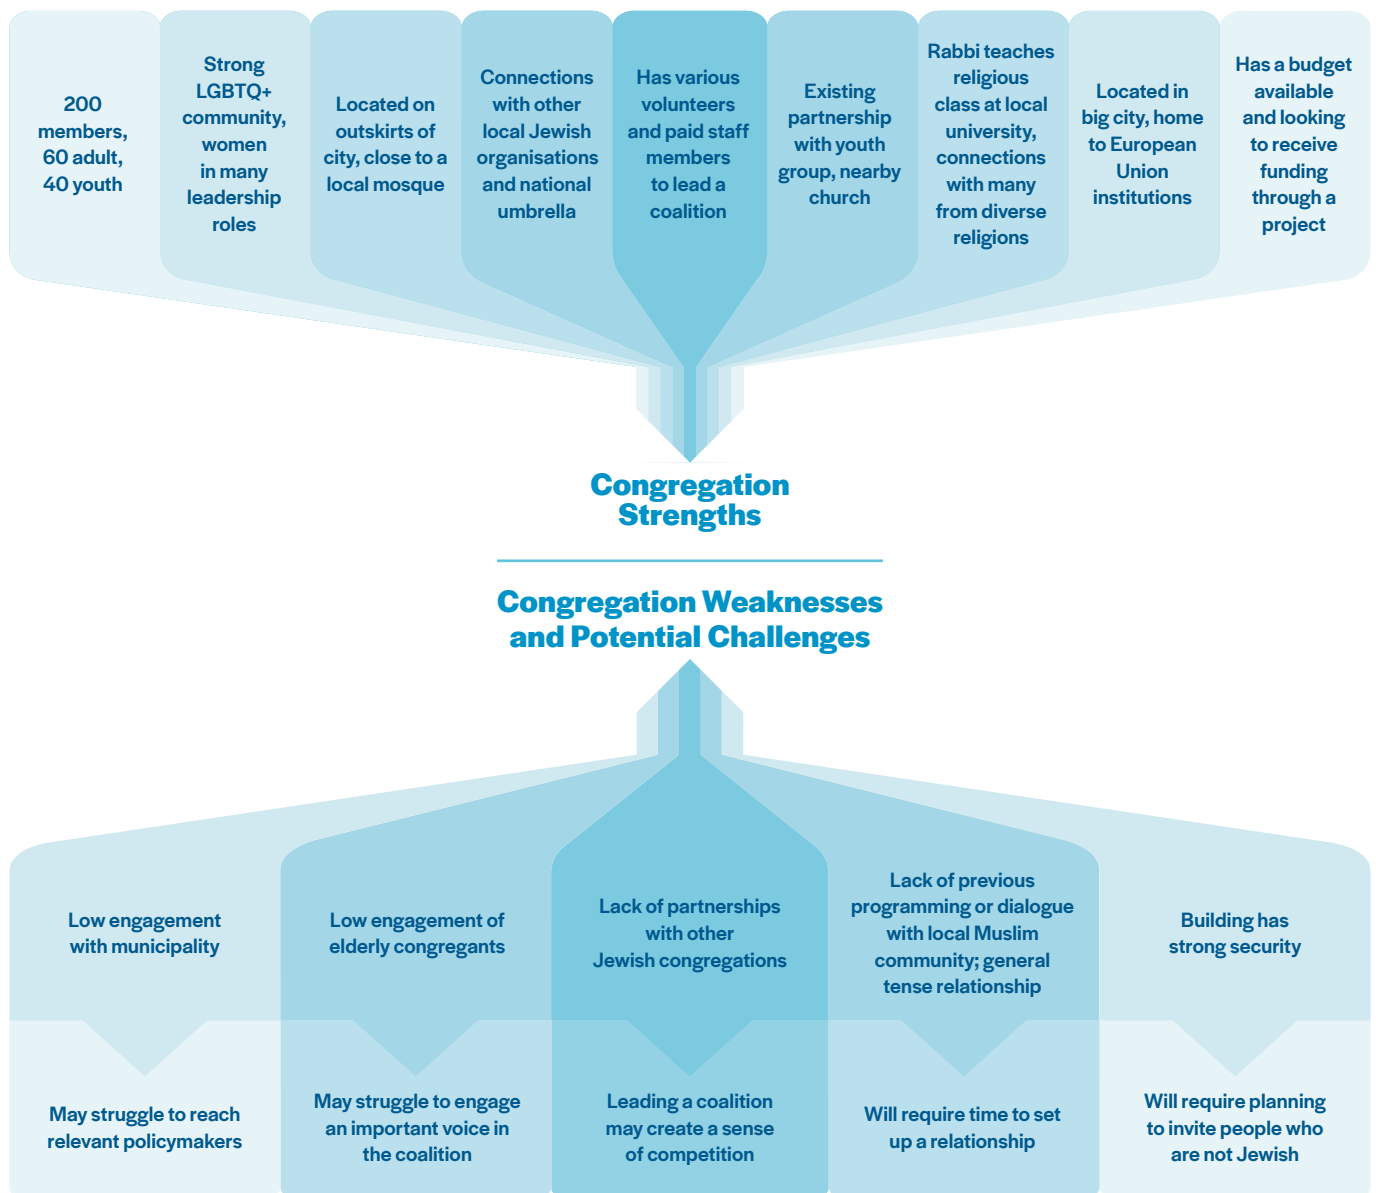 200
members,
60 adult,
40 youth
Strong
LGBTQ+
community,
women
in many
leadership
roles
Located on
outskirts of
city, close to a
local mosque
Connections
with other
local Jewish
organisations
and national
umbrella
Has various
volunteers
and paid staff
members
to lead a
coalition
Existing
partnership
with youth
group, nearby
church
Rabbi teaches
religious
class at local
university,
connections
with many
from diverse
religions
Located in
big city, home
to European
Union
institutions
Has a budget
available
and looking
to receive
funding
through a
project
Congregation
Strengths
Congregation Weaknesses
and Potential Challenges
Low engagement
with municipality
Low engagement of
elderly congregants
Lack of partnerships
with other
Jewish congregations
Lack of previous
programming or dialogue
with local Muslim
community; general
tense relationship
Building has
strong security
May struggle to reach
relevant policymakers
May struggle to engage
an important voice in
the coalition
Leading a coalition
may create a sense
of competition
Will require time to set
up a relationship
Will require planning
to invite people who
are not Jewish